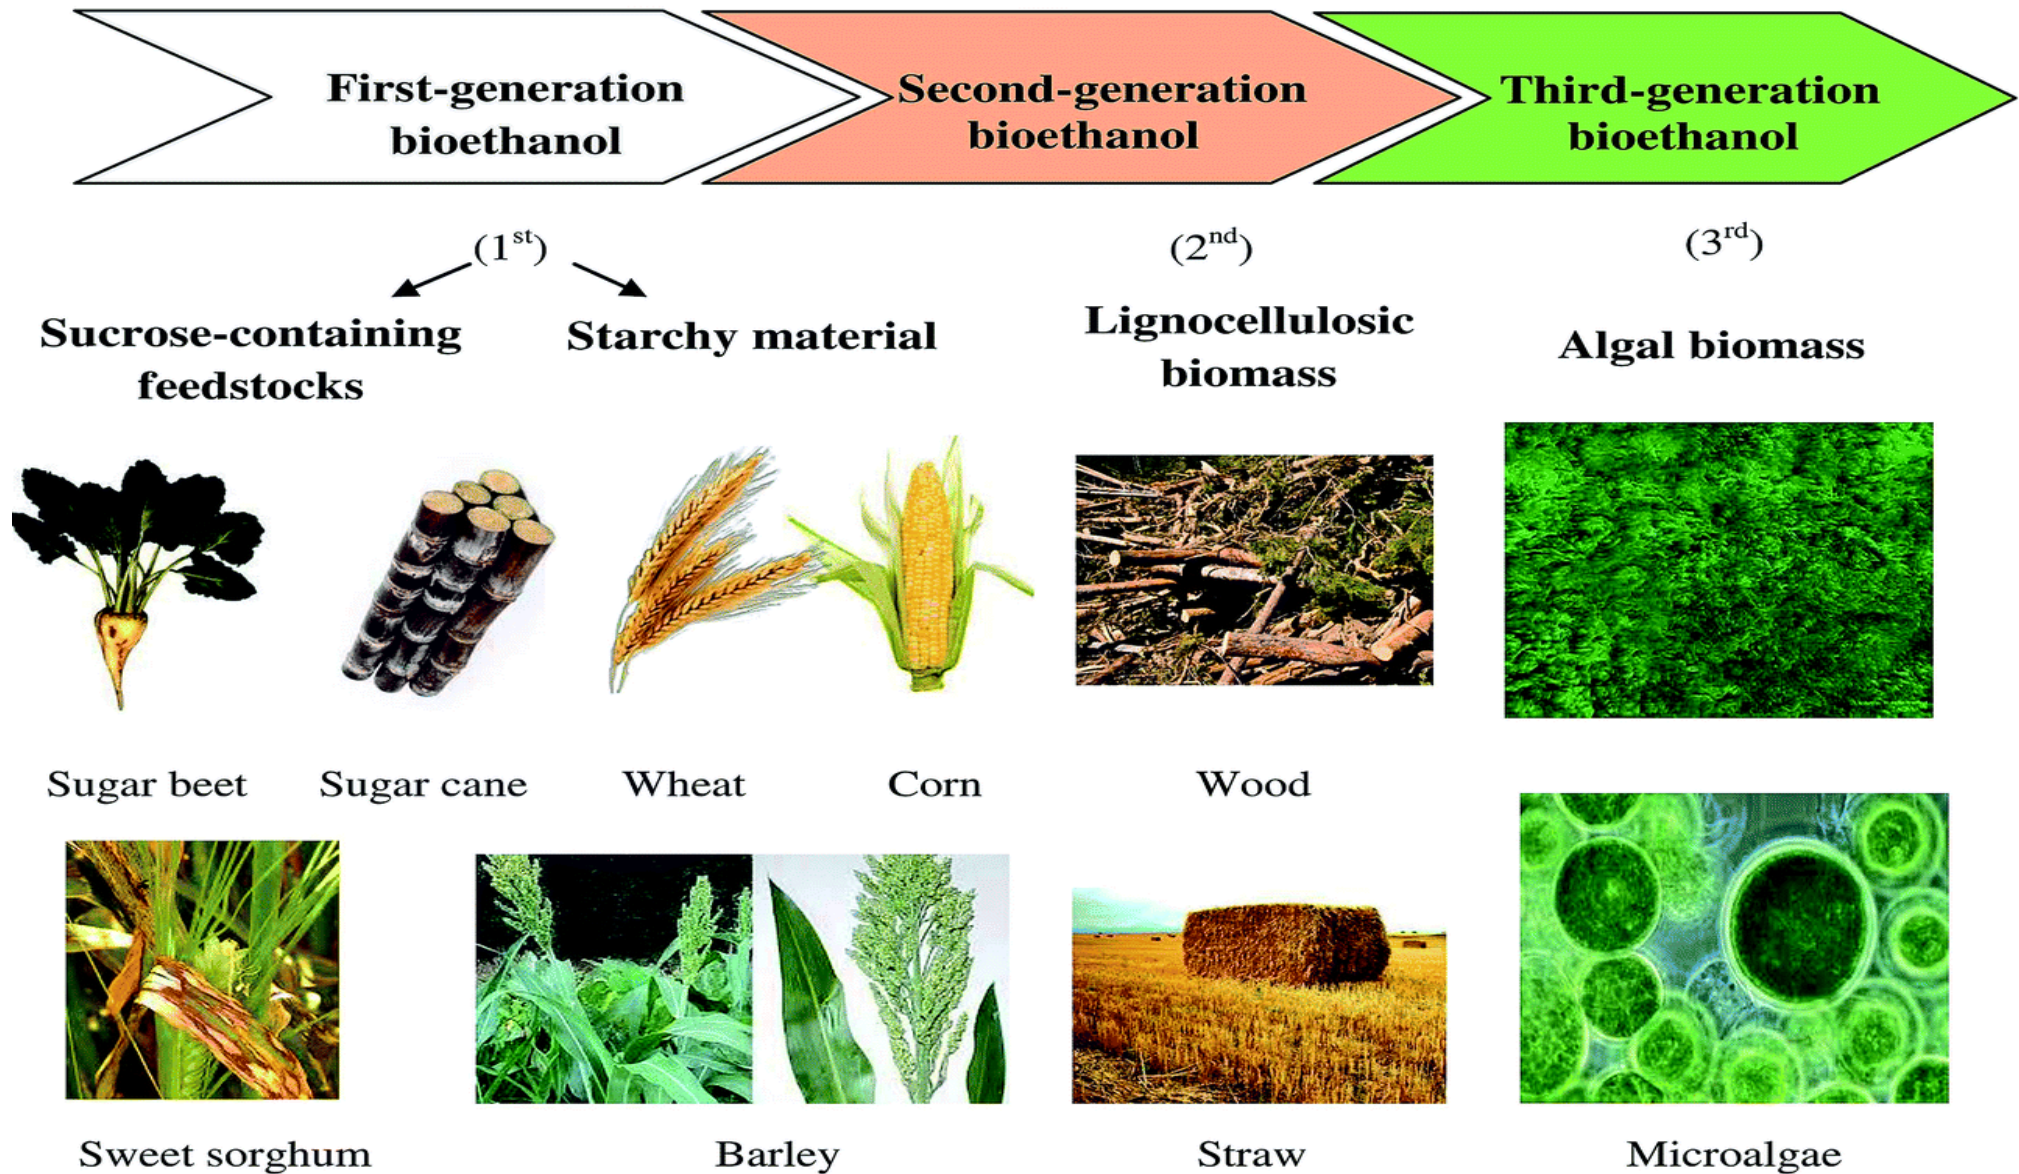 First-generation
bioethanol
Second-generation
bioethanol
Third-generation
bioethanol
(1st)
(2nd)
(3rd)
Sucrose-containing
feedstocks
Starchy material
Lignocellulosic
biomass
Algal biomass
Sugar beet
Sugar cane
Wheat
Corn
Wood
Sweet sorghum
Barley
Straw
Microalgae